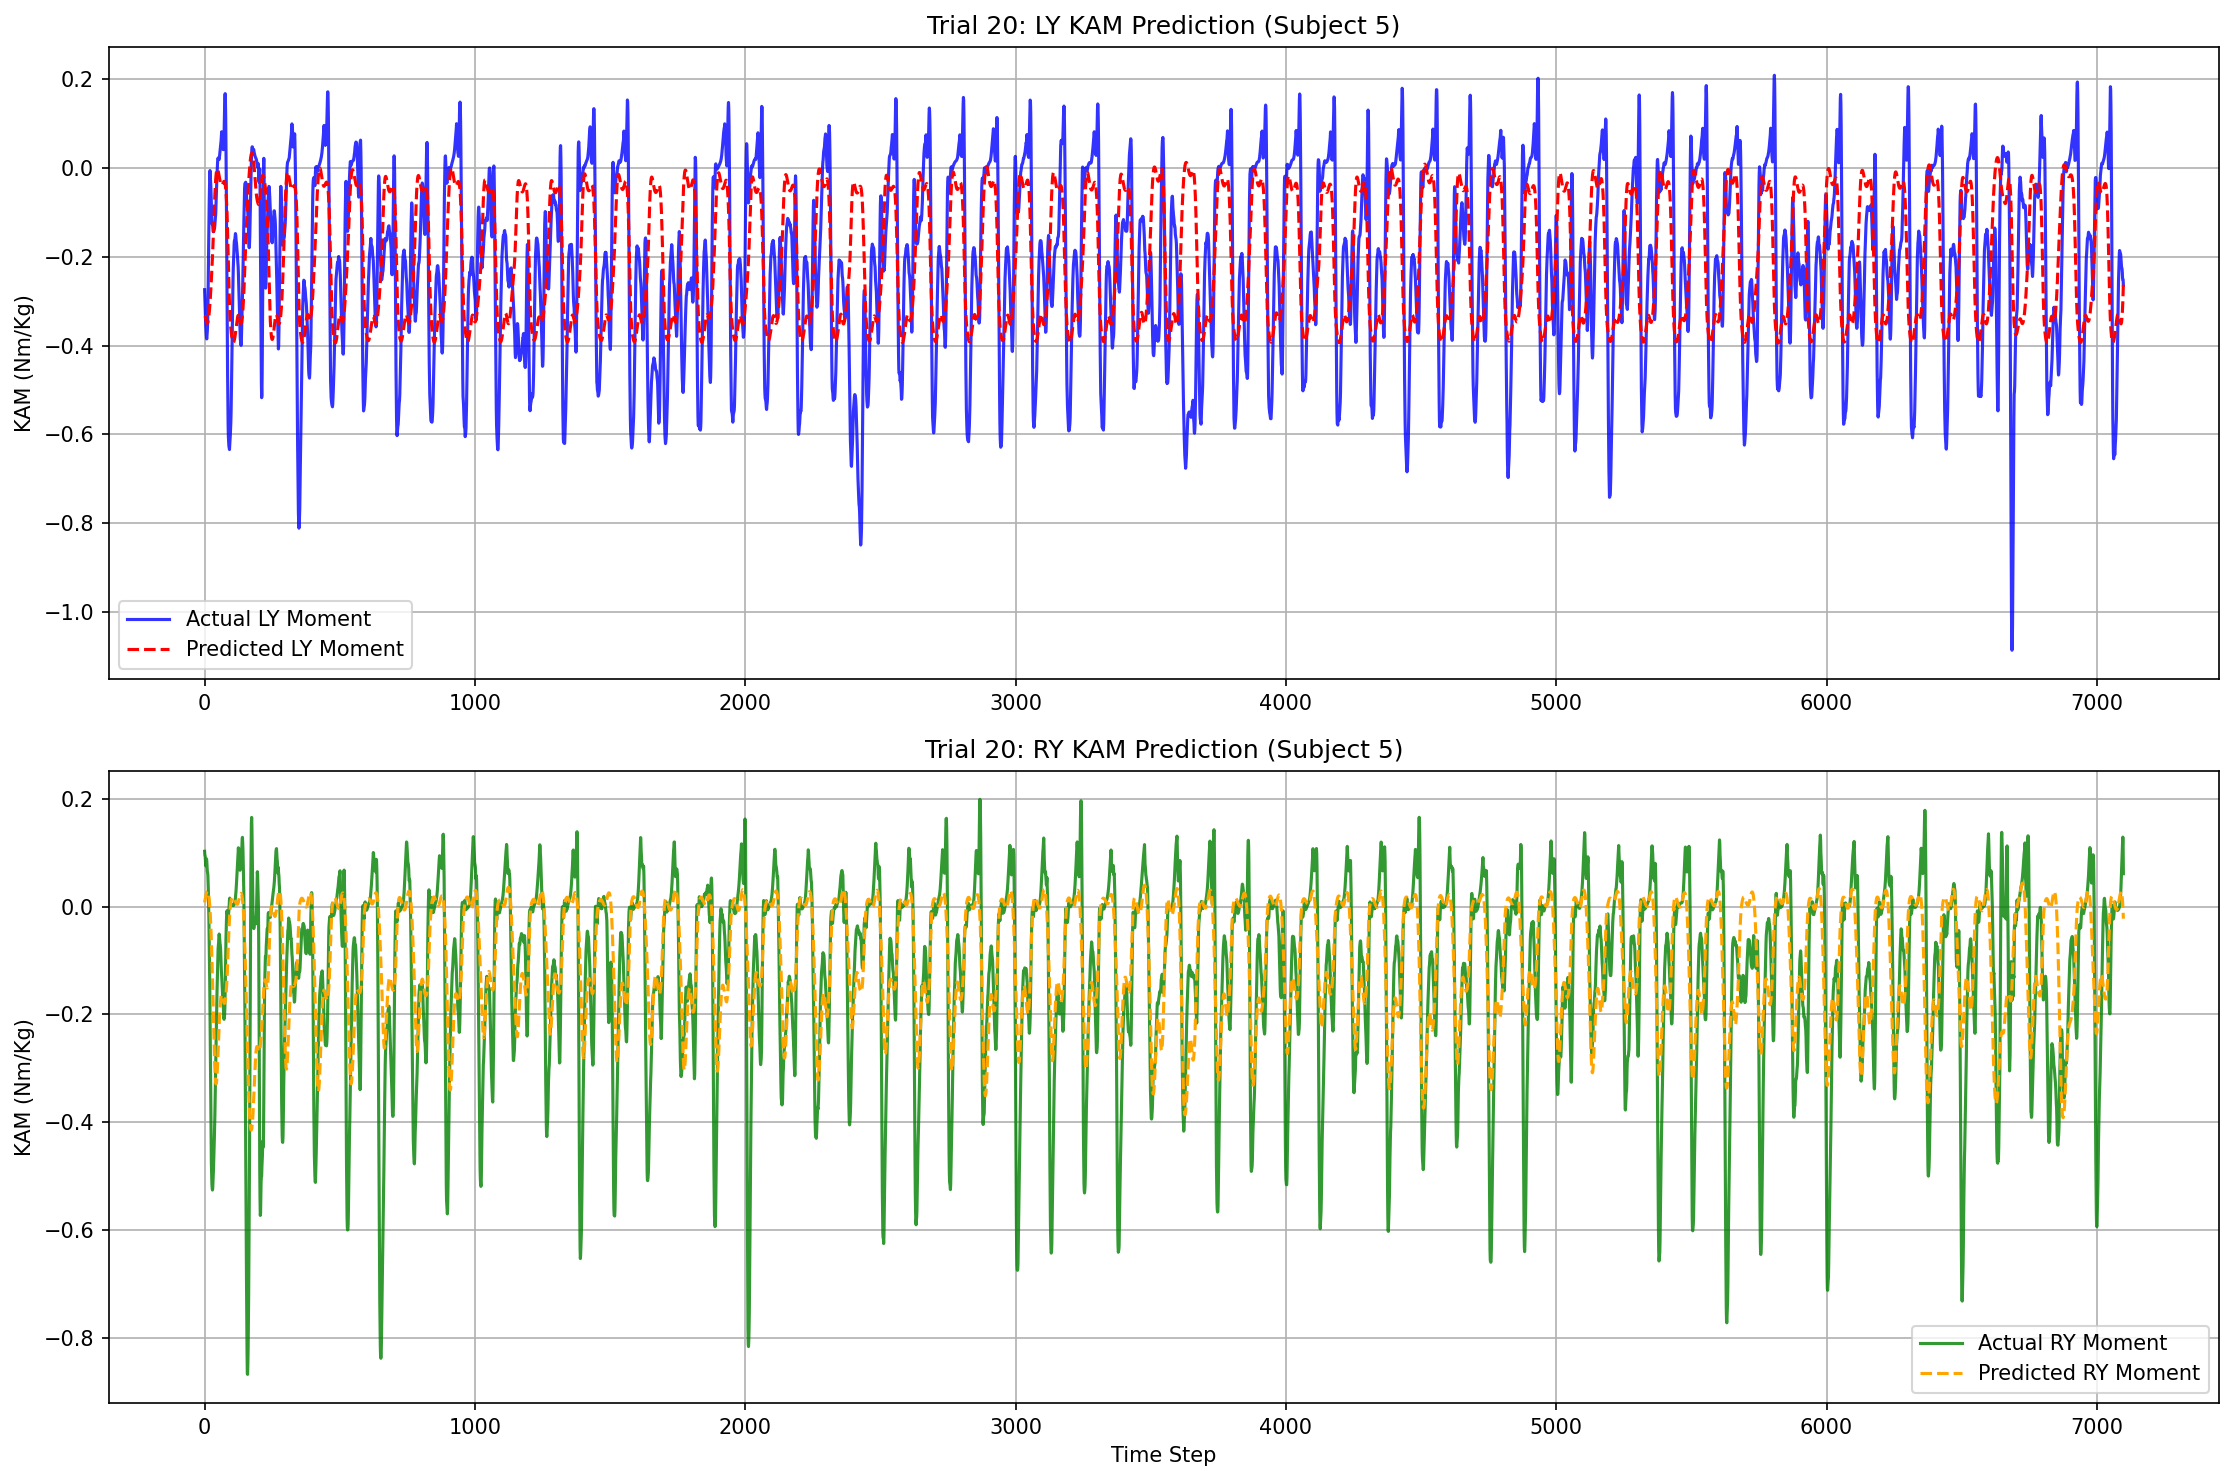 Trial 20: LY KAM Prediction (Subject 5)
KAM (Nm/Kg)
0.2
0.0
−0.2
−0.4
−0.6
−0.8
−1.0
Actual LY Moment
Predicted LY Moment
0 1000 2000 3000 4000 5000 6000 7000
Trial 20: RY KAM Prediction (Subject 5)
KAM (Nm/Kg)
0.2
0.0
−0.2
−0.4
−0.6
−0.8
Actual RY Moment
Predicted RY Moment
0 1000 2000 3000 4000 5000 6000 7000
Time Step